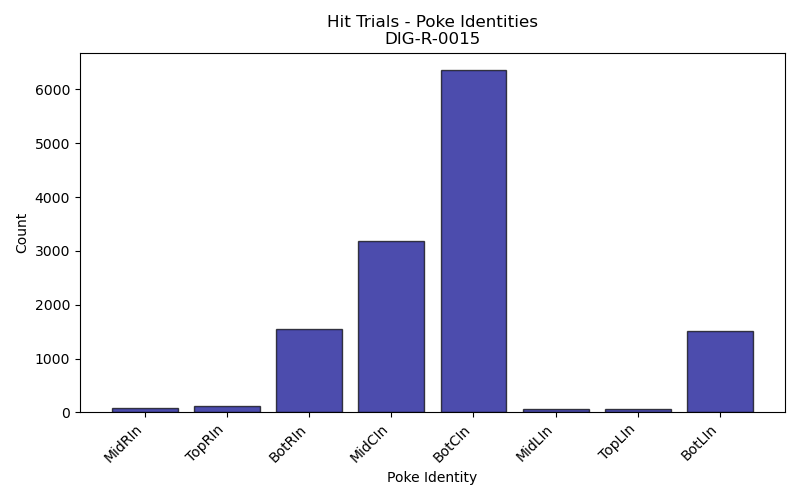 Hit Trials - Poke Identities
DIG-R-0015
Count
6000
5000
4000
3000
2000
1000
0
MidRIn
TopRIn
BotRIn
MidCIn
BotCIn
MidLIn
TopLIn
BotLIn
Poke Identity